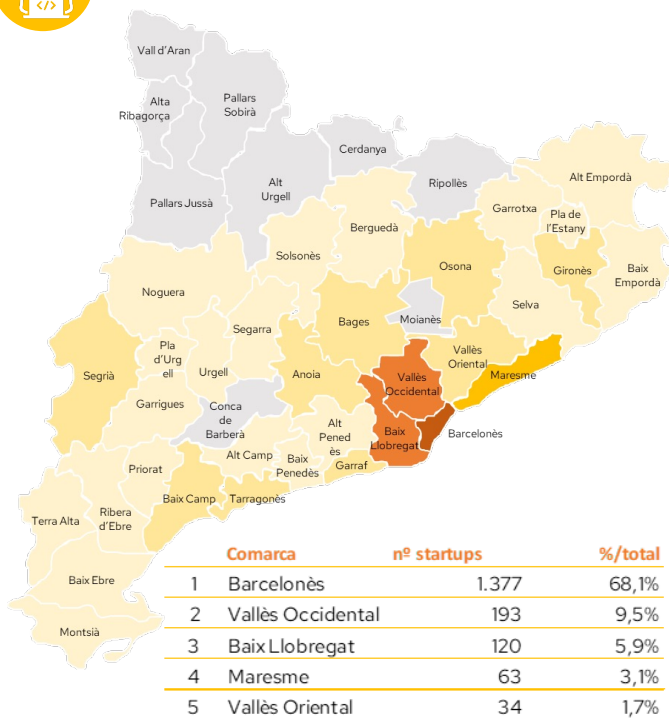 </>
Vall d'Aran
Alta
Ribagorça
Pallars
Sobirà
Cerdanya
Alt
Urgell
Ripollès
Pallars Jussà
Alt Empordà
Garrotxa
Pla de
l'Estany
Berguedà
Solsonès
Osona
Gironès
Baix
Empordà
Noguera
Selva
Moianès
Bages
Segarra
Vallès
Oriental
Pla
d'Urg
ell
Urgell
Segrià
Anoia
Vallès
Occidental
Maresme
Garrigues
Conca
de
Barberà
Alt
Pened
ès
Baix
Llobregat
Barcelonès
Alt Camp
Baix
Penedès
Garraf
Priorat
Baix Camp
Tarragonès
Ribera
d'Ebre
Terra Alta
Baix Ebre
Montsià
Comarca nº startups %/total
1 Barcelonès 1.377 68,1%
2 Vallès Occidental 193 9,5%
3 Baix Llobregat 120 5,9%
4 Maresme 63 3,1%
5 Vallès Oriental 34 1,7%